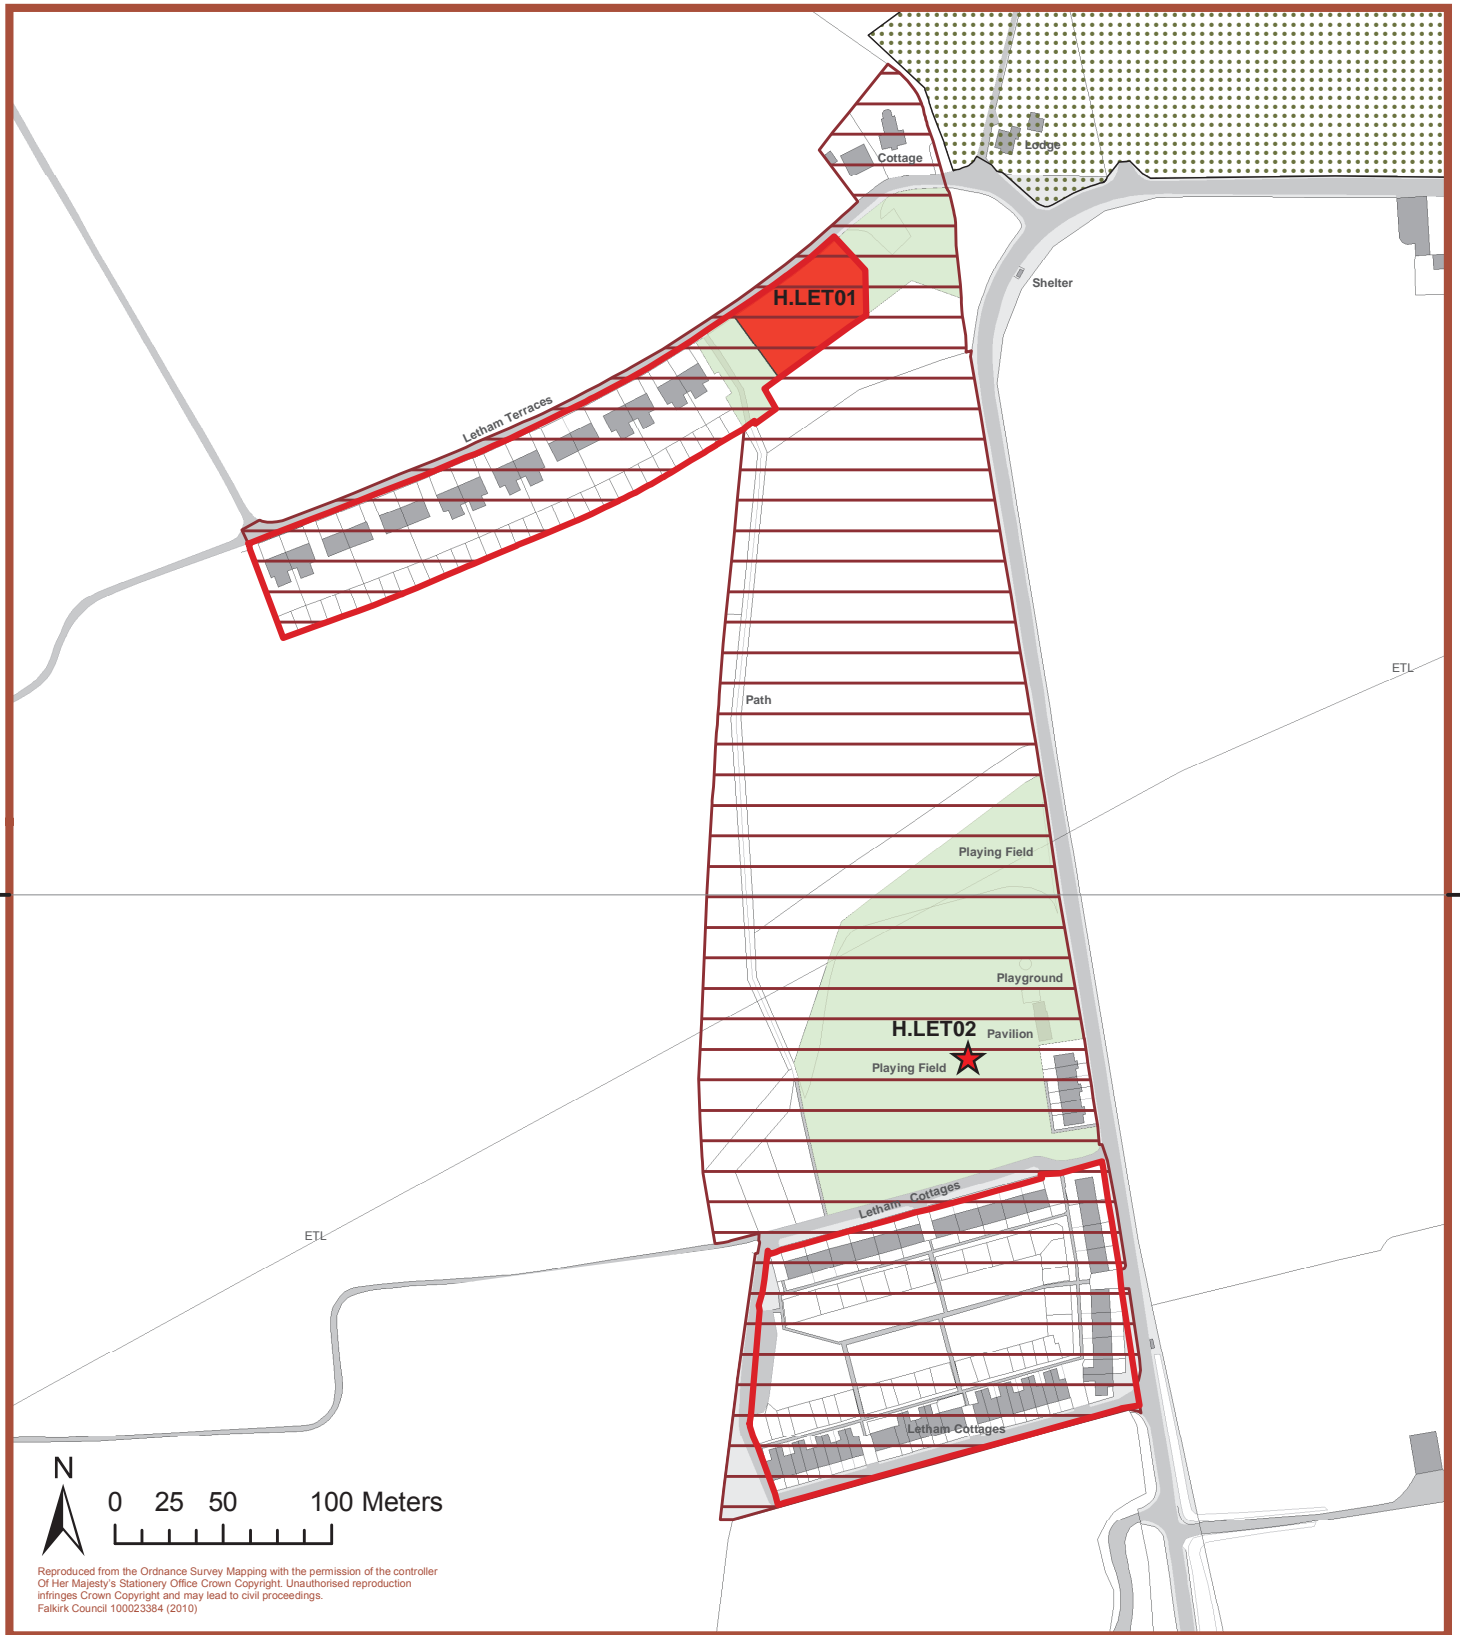 Cottage
Lodge
Shelter
H.LET01
Letham Terraces
ETL
Path
Playing Field
Playground
H.LET02
Pavilion
Playing Field
Letham Cottages
ETL
Letham Cottages
N
0 25 50 100 Meters
Reproduced from the Ordnance Survey Mapping with the permission of the controller
Of Her Majesty's Stationery Office Crown Copyright. Unauthorised reproduction
infringes Crown Copyright and may lead to civil proceedings.
Falkirk Council 100023384 (2010)